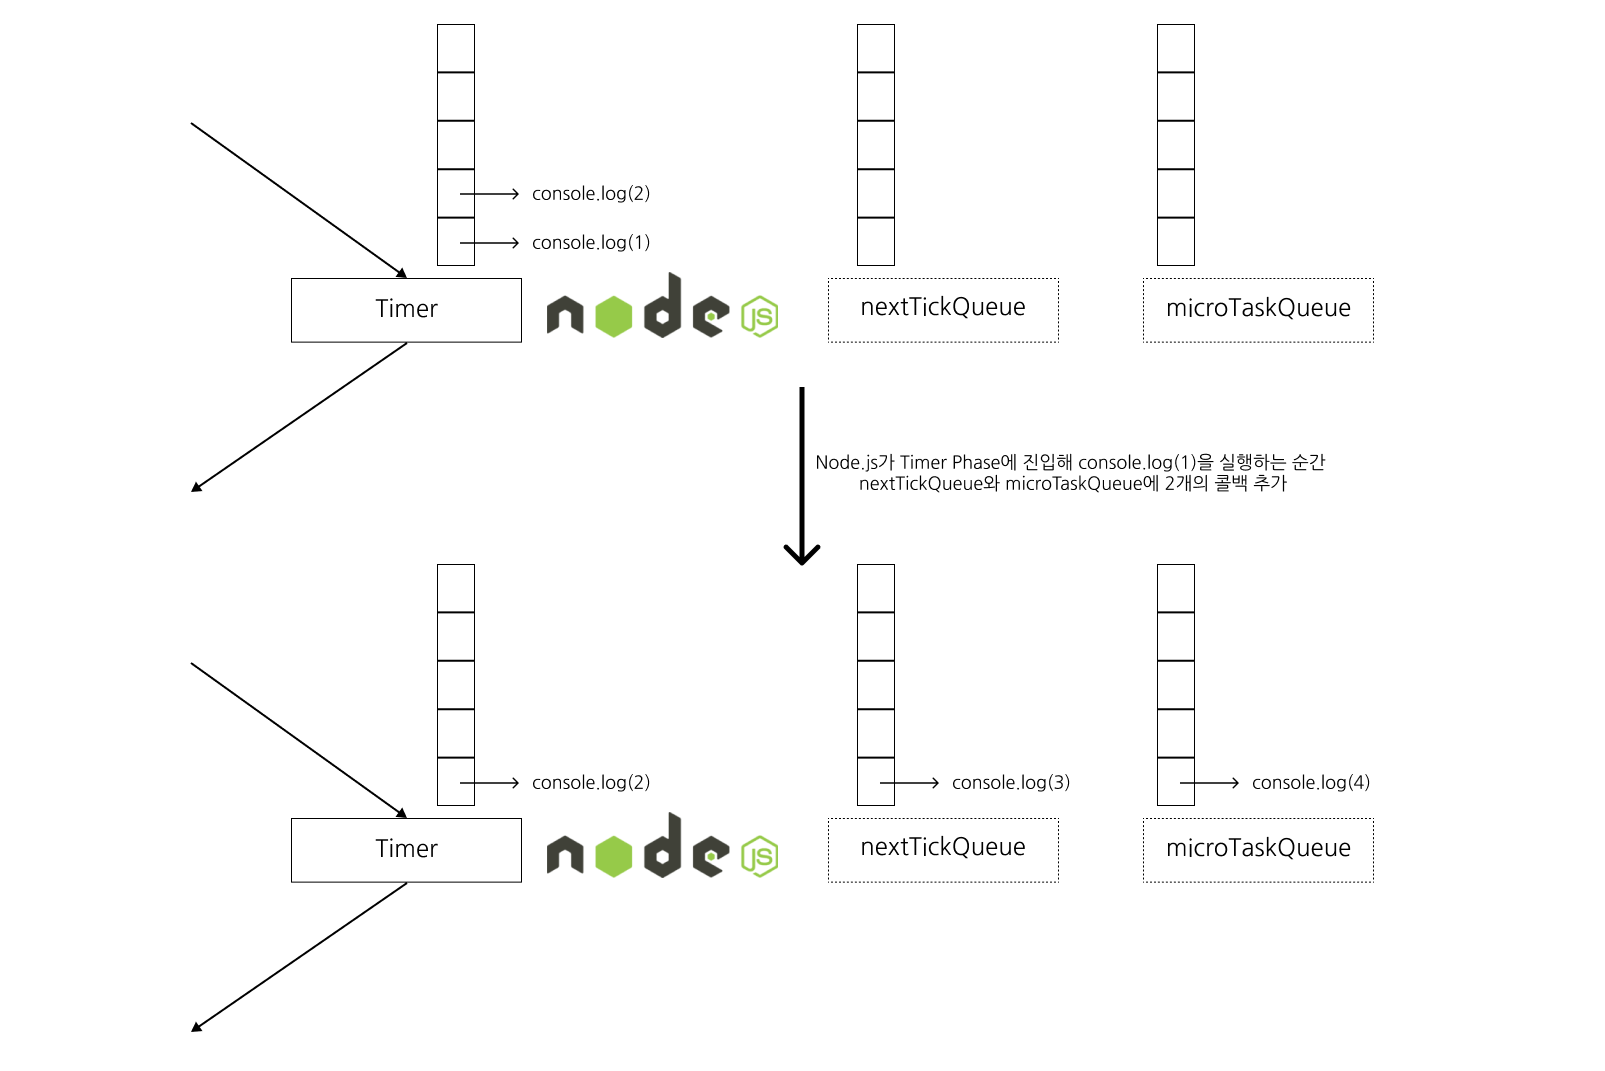 console.log(2)
console.log(1)
Timer
node
JS
nextTickQueue
microTaskQueue
Node.js가 Timer Phase에 진입해 console.log(1)을 실행하는 순간
nextTickQueue와 microTaskQueue에 2개의 콜백 추가
console.log(2)
console.log(3)
console.log(4)
Timer
node
JS
nextTickQueue
microTaskQueue